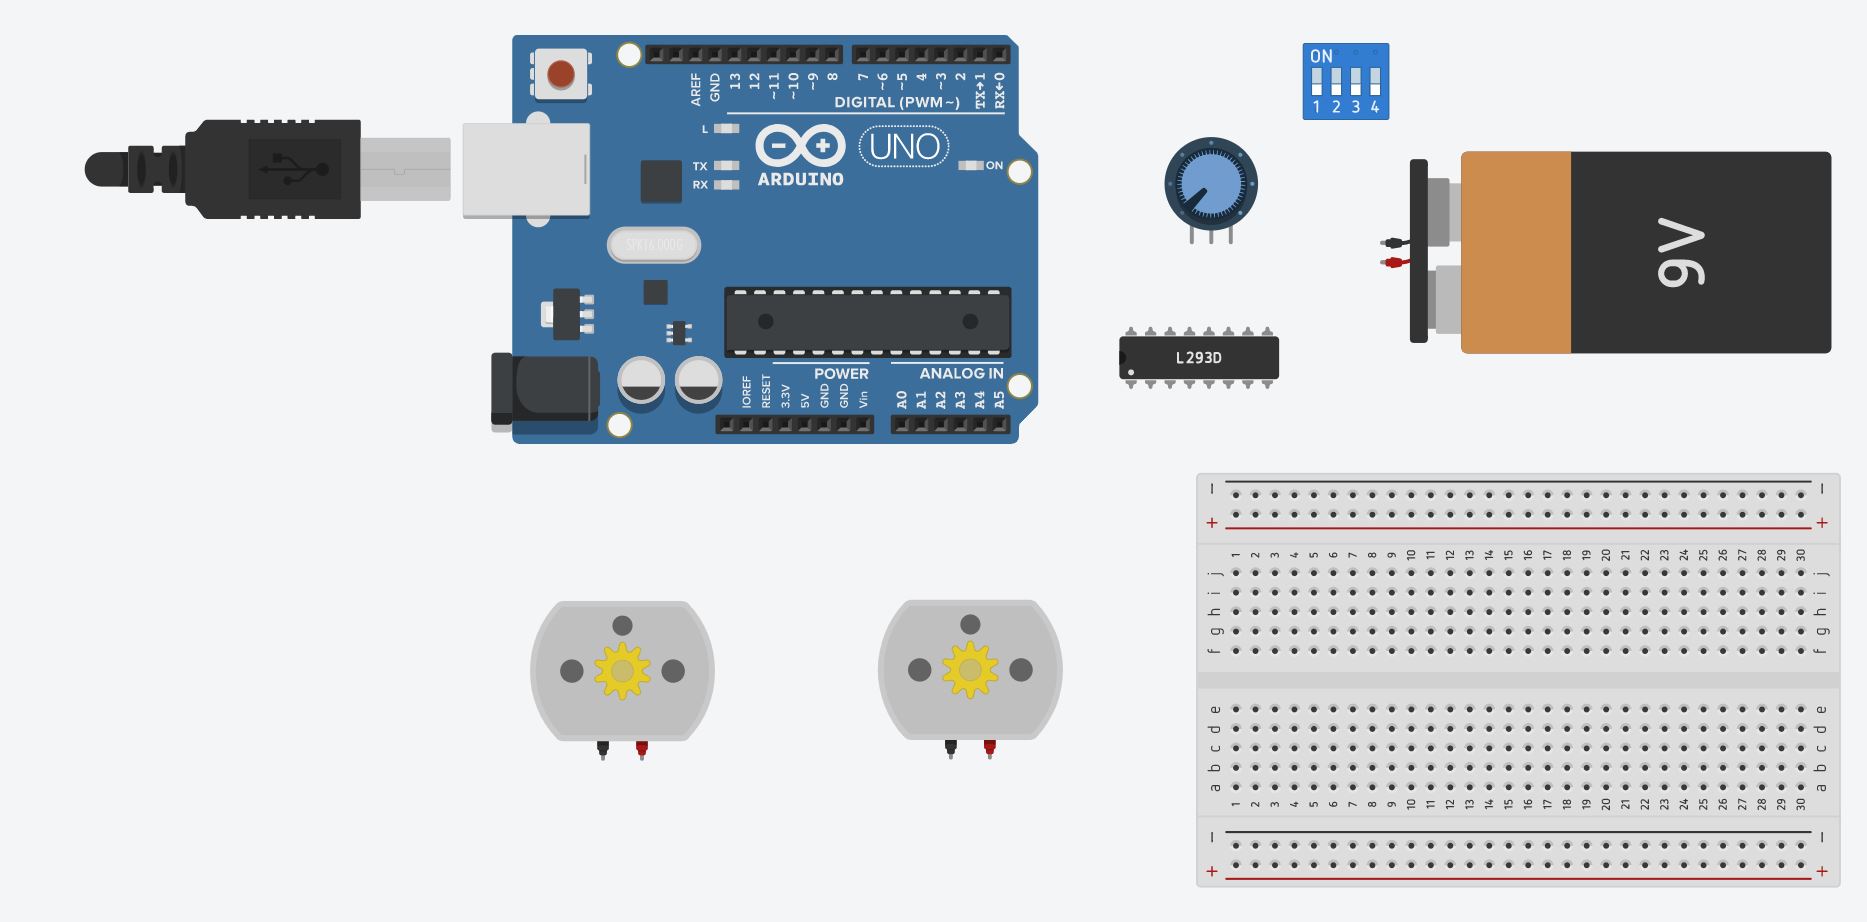 AREF
GND
13
12
~11
~10
~9
8
7
~6
~5
4
~3
2
TX→1
RX←0
DIGITAL (PWM~)
L
TX
RX
ARDUINO
UNO
ON
SPK16.000G
POWER
ANALOG IN
IOREF
RESET
3.3V
5V
GND
GND
Vin
A0
A1
A2
A3
A4
A5
ON
1 2 3 4
9V
L293D
1 2 3 4 5 6 7 8 9 10 11 12 13 14 15 16 17 18 19 20 21 22 23 24 25 26 27 28 29 30
j j
i i
h h
g g
f f
e e
d d
c c
b b
a a
1 2 3 4 5 6 7 8 9 10 11 12 13 14 15 16 17 18 19 20 21 22 23 24 25 26 27 28 29 30